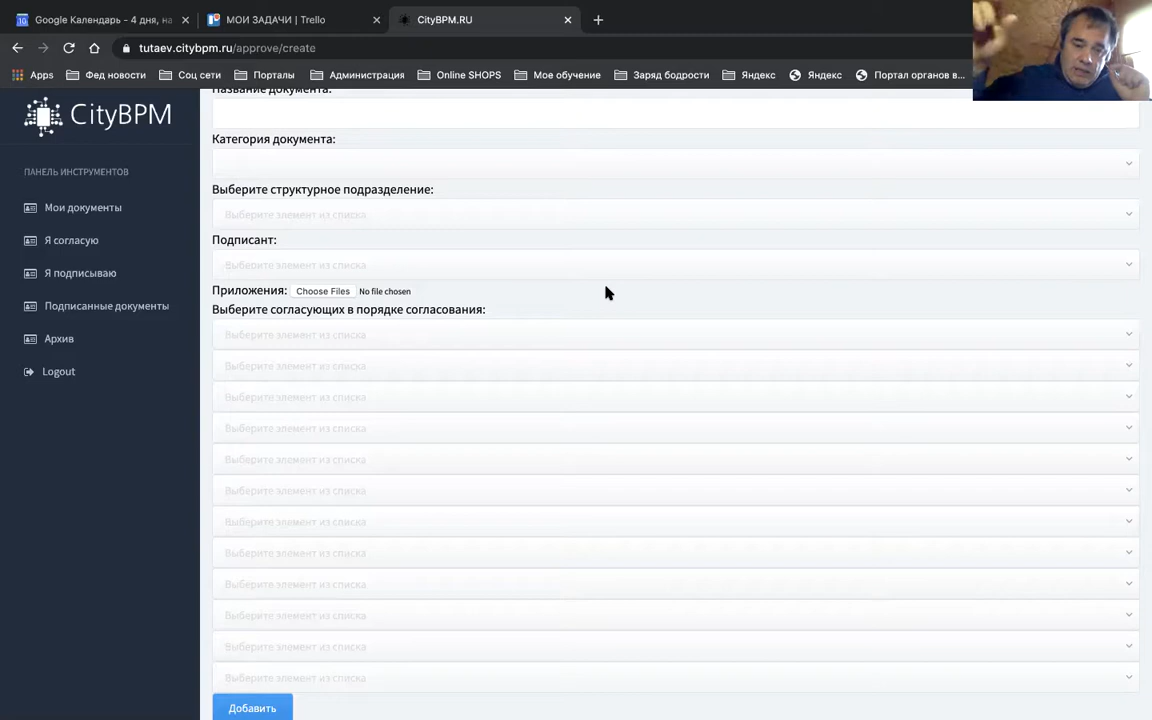 Google Календарь - 4 дня, на
МОИ ЗАДАЧИ | Trello
CityBPM.RU
tutaev.citybpm.ru/approve/create
Apps
Фед новости
Соц сети
Порталы
Администрация
Online SHOPS
Мое обучение
Заряд бодрости
Яндекс
Яндекс
Портал органов в...
CityBPM
ПАНЕЛЬ ИНСТРУМЕНТОВ
Мои документы
Я согласую
Я подписываю
Подписанные документы
Архив
Logout
Название документа:
Категория документа:
Выберите структурное подразделение:
Выберите элемент из списка
Подписант:
Выберите элемент из списка
Приложения: Choose Files No file chosen
Выберите согласующих в порядке согласования:
Выберите элемент из списка
Выберите элемент из списка
Выберите элемент из списка
Выберите элемент из списка
Выберите элемент из списка
Выберите элемент из списка
Выберите элемент из списка
Выберите элемент из списка
Выберите элемент из списка
Выберите элемент из списка
Выберите элемент из списка
Выберите элемент из списка
Добавить